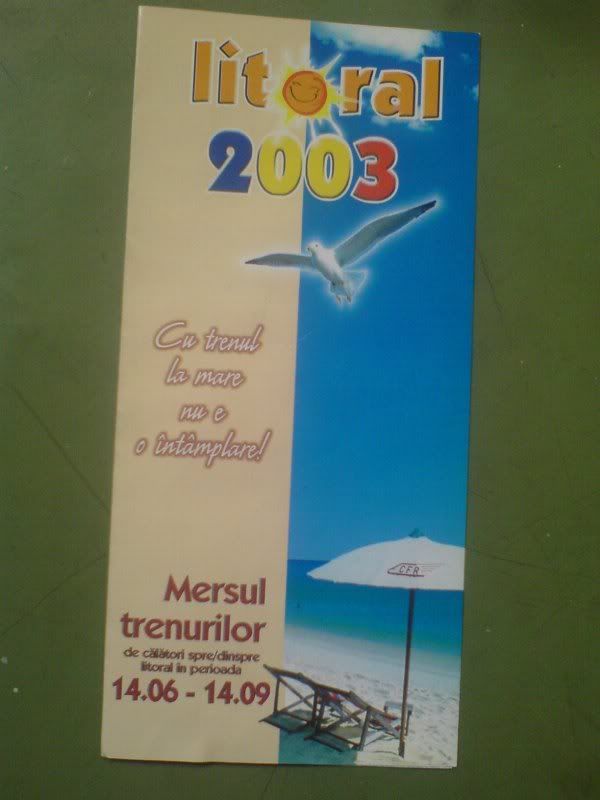 litoral
2003
Cu trenul
la mare
nu e
o întâmplare!
CFR
Mersul
trenurilor
de călători spre/dinspre
litoral in perioada
14.06 - 14.09